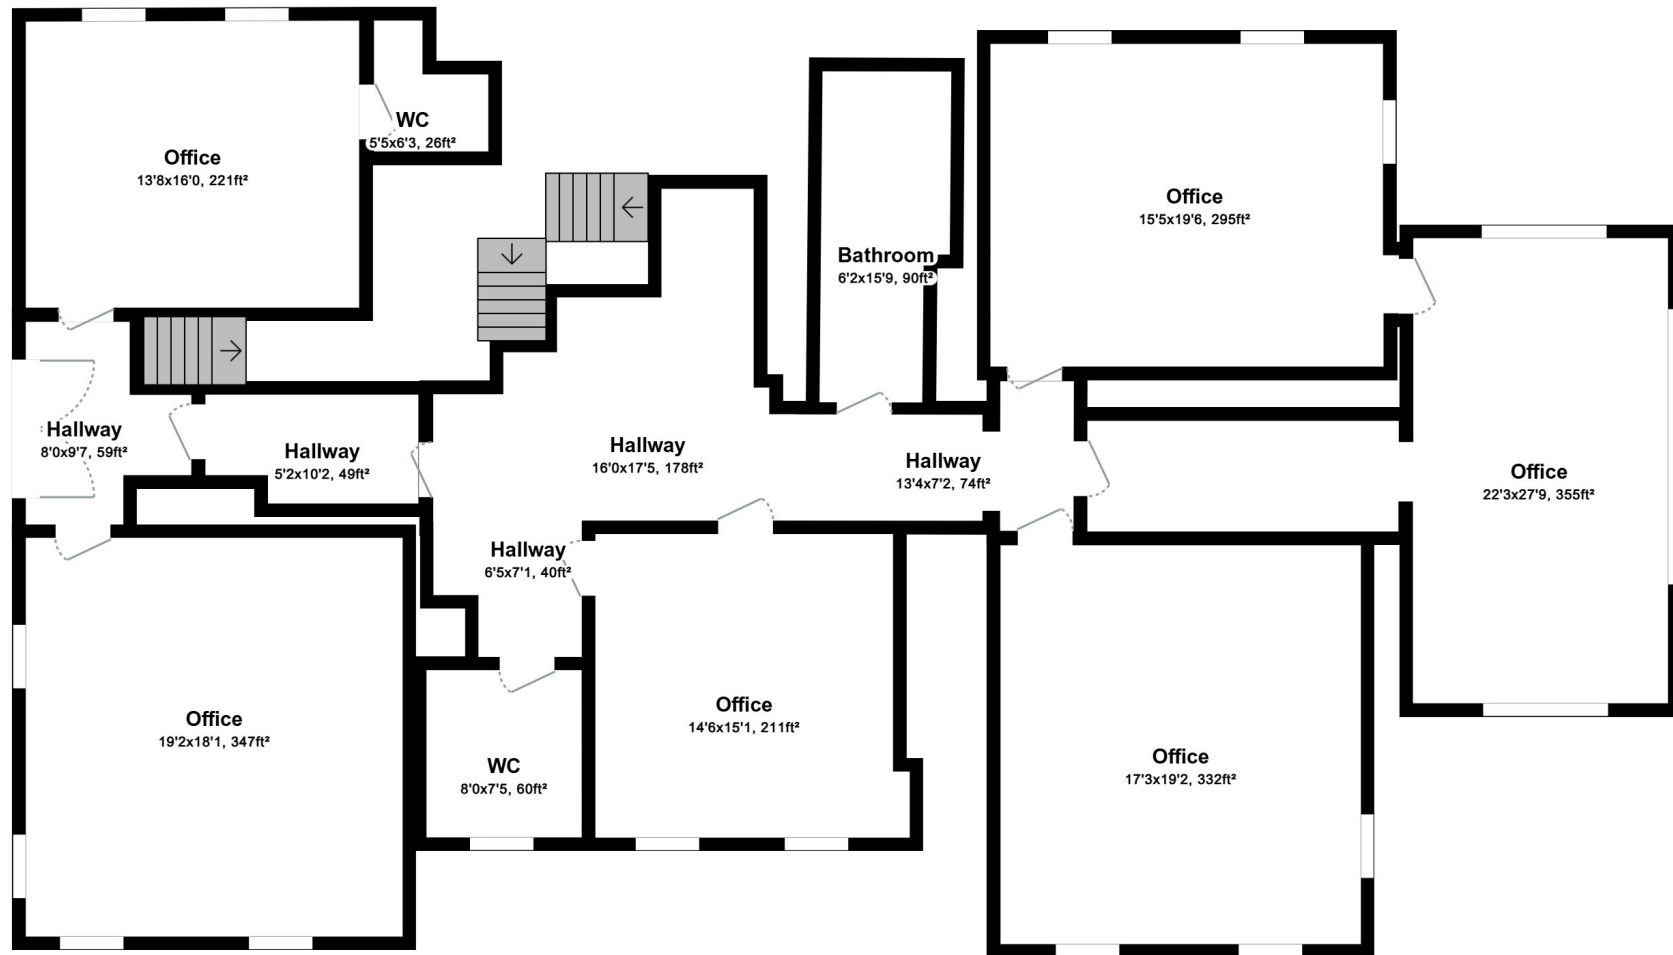 Office
13'8x16'0, 221ft²
WC
5'5x6'3, 26ft²
Office
15'5x19'6, 295ft²
Bathroom
6'2x15'9, 90ft²
Hallway
8'0x9'7, 59ft²
Hallway
5'2x10'2, 49ft²
Hallway
16'0x17'5, 178ft²
Hallway
13'4x7'2, 74ft²
Office
22'3x27'9, 355ft²
Hallway
6'5x7'1, 40ft²
Office
19'2x18'1, 347ft²
WC
8'0x7'5, 60ft²
Office
14'6x15'1, 211ft²
Office
17'3x19'2, 332ft²